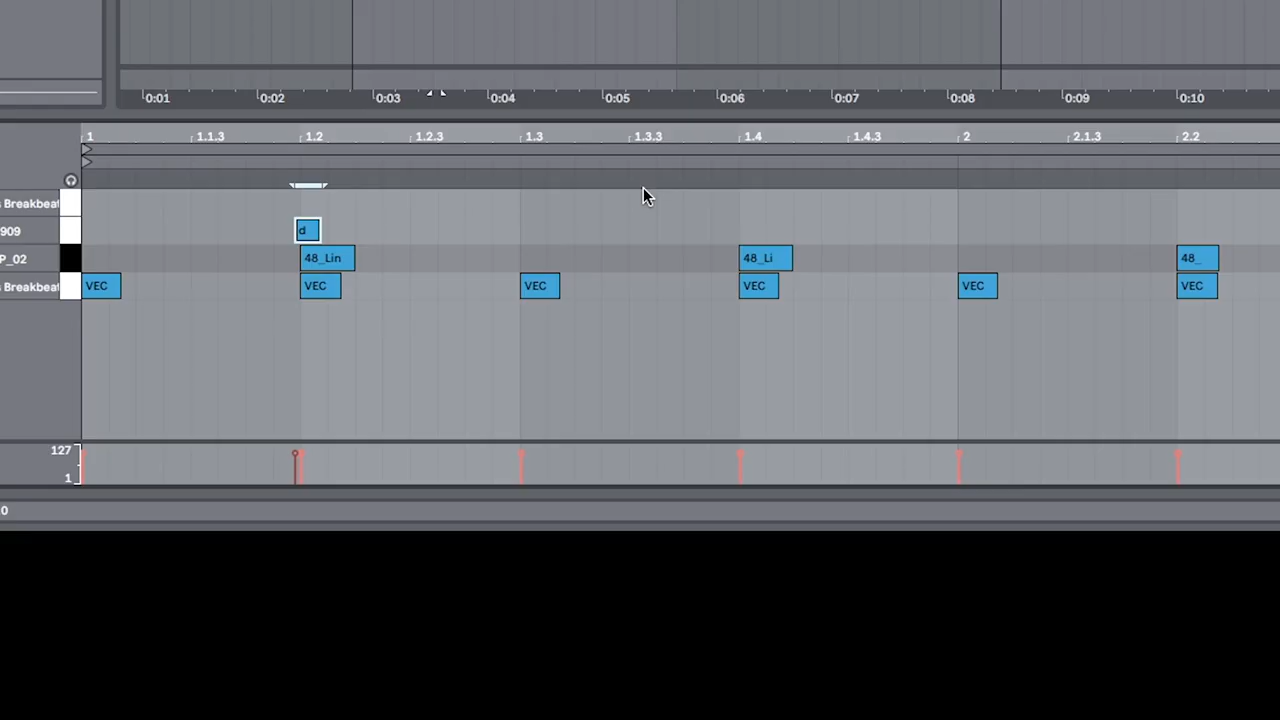 0:01 0:02 0:03 0:04 0:05 0:06 0:07 0:08 0:09 0:10
1 1.1.3 1.2 1.2.3 1.3 1.3.3 1.4 1.4.3 2 2.1.3 2.2
s Breakbeat
909 d
P_02 48_Lin 48_Li 48_
s Breakbeat VEC VEC VEC VEC VEC VEC
127
1
0